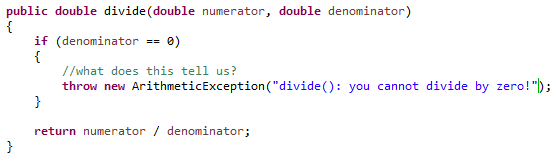 public double divide(double numerator, double denominator)
{
    if (denominator == 0)
    {
        //what does this tell us?
        throw new ArithmeticException("divide(): you cannot divide by zero!");
    }

    return numerator / denominator;
}